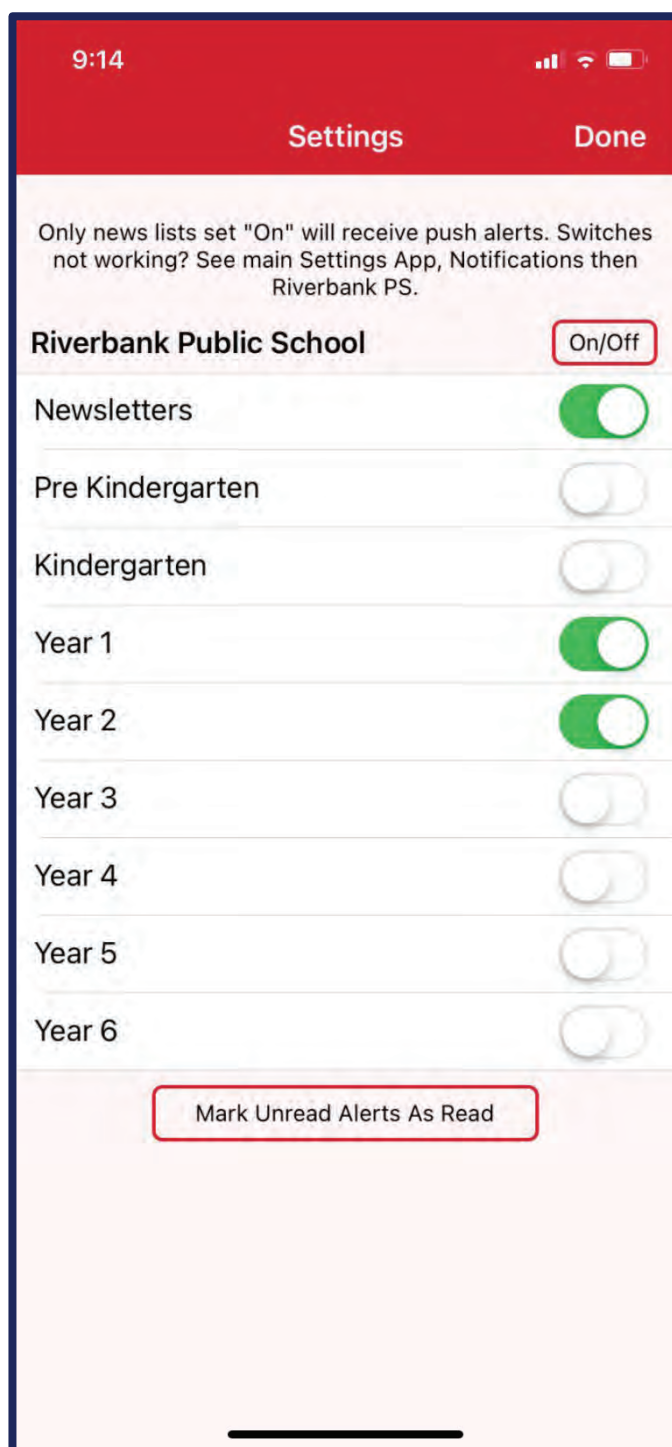 9:14
Settings Done
Only news lists set "On" will receive push alerts. Switches
not working? See main Settings App, Notifications then
Riverbank PS.
Riverbank Public School On/Off
Newsletters
Pre Kindergarten
Kindergarten
Year 1
Year 2
Year 3
Year 4
Year 5
Year 6
Mark Unread Alerts As Read